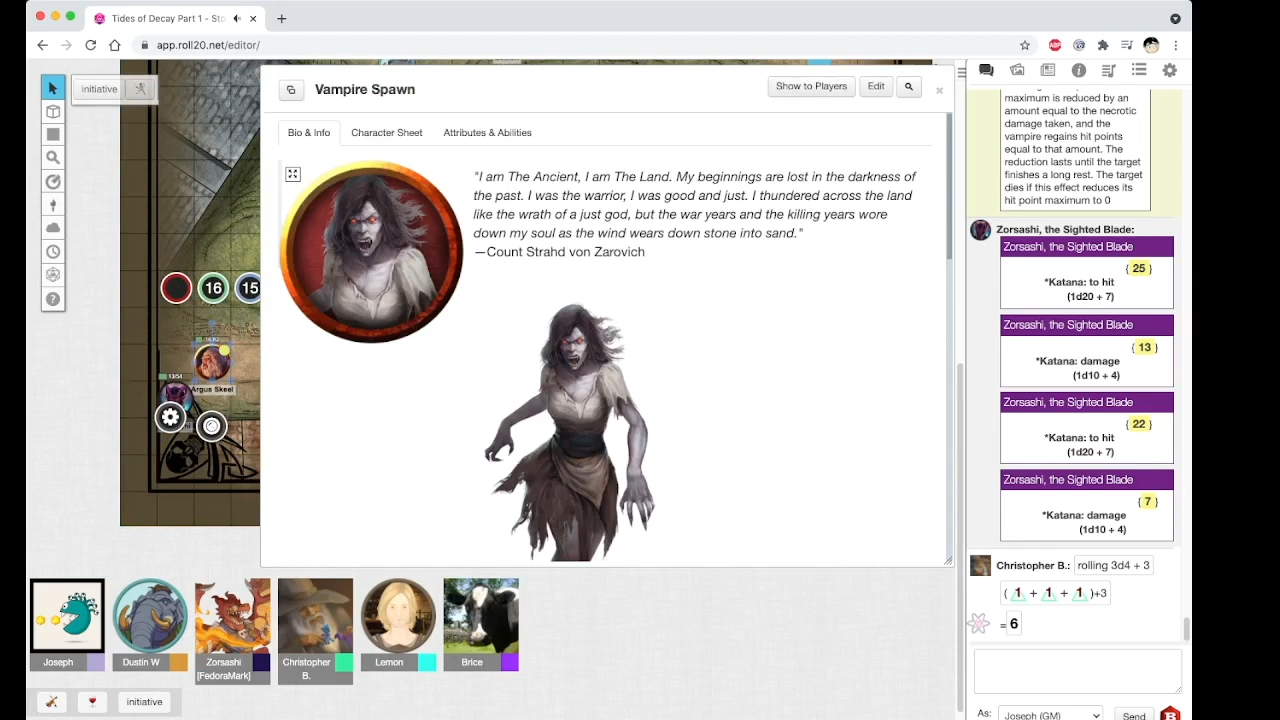 Tides of Decay Part 1 - Sto
app.roll20.net/editor/
ABP
initiative
16
15
13/54
Argus Skeel
Vampire Spawn
Show to Players
Edit
Bio & Info
Character Sheet
Attributes & Abilities
"I am The Ancient, I am The Land. My beginnings are lost in the darkness of
the past. I was the warrior, I was good and just. I thundered across the land
like the wrath of a just god, but the war years and the killing years wore
down my soul as the wind wears down stone into sand."
—Count Strahd von Zarovich
maximum is reduced by an
amount equal to the necrotic
damage taken, and the
vampire regains hit points
equal to that amount. The
reduction lasts until the target
finishes a long rest. The target
dies if this effect reduces its
hit point maximum to 0
Zorsashi, the Sighted Blade:
Zorsashi, the Sighted Blade
{ 25 }
*Katana: to hit
(1d20 + 7)
Zorsashi, the Sighted Blade
{ 13 }
*Katana: damage
(1d10 + 4)
Zorsashi, the Sighted Blade
{ 22 }
*Katana: to hit
(1d20 + 7)
Zorsashi, the Sighted Blade
{ 7 }
*Katana: damage
(1d10 + 4)
Christopher B.: rolling 3d4 + 3
( 1 + 1 + 1 )+3
= 6
As: Joseph (GM) Send
Joseph
Dustin W
Zorsashi
[FedoraMark]
Christopher
B.
Lemon
Brice
initiative